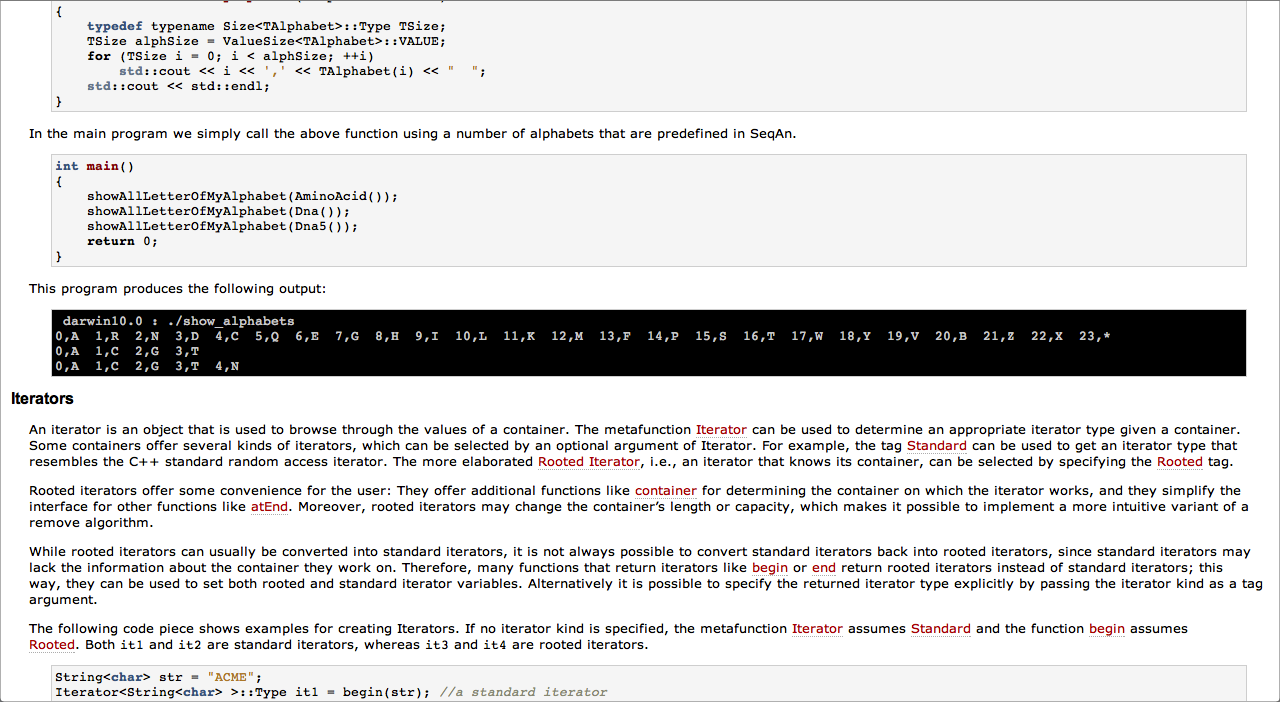 {
    typedef typename Size<TAlphabet>::Type TSize;
    TSize alphSize = ValueSize<TAlphabet>::VALUE;
    for (TSize i = 0; i < alphSize; ++i)
        std::cout << i << ',' << TAlphabet(i) << "  ";
    std::cout << std::endl;
}
In the main program we simply call the above function using a number of alphabets that are predefined in SeqAn.
int main()
{
    showAllLetterOfMyAlphabet(AminoAcid());
    showAllLetterOfMyAlphabet(Dna());
    showAllLetterOfMyAlphabet(Dna5());
    return 0;
}
This program produces the following output:
darwin10.0 : ./show_alphabets
0,A  1,R  2,N  3,D  4,C  5,Q  6,E  7,G  8,H  9,I  10,L  11,K  12,M  13,F  14,P  15,S  16,T  17,W  18,Y  19,V  20,B  21,Z  22,X  23,*
0,A  1,C  2,G  3,T
0,A  1,C  2,G  3,T  4,N
Iterators
An iterator is an object that is used to browse through the values of a container. The metafunction Iterator can be used to determine an appropriate iterator type given a container.
Some containers offer several kinds of iterators, which can be selected by an optional argument of Iterator. For example, the tag Standard can be used to get an iterator type that
resembles the C++ standard random access iterator. The more elaborated Rooted Iterator, i.e., an iterator that knows its container, can be selected by specifying the Rooted tag.
Rooted iterators offer some convenience for the user: They offer additional functions like container for determining the container on which the iterator works, and they simplify the
interface for other functions like atEnd. Moreover, rooted iterators may change the container's length or capacity, which makes it possible to implement a more intuitive variant of a
remove algorithm.
While rooted iterators can usually be converted into standard iterators, it is not always possible to convert standard iterators back into rooted iterators, since standard iterators may
lack the information about the container they work on. Therefore, many functions that return iterators like begin or end return rooted iterators instead of standard iterators; this
way, they can be used to set both rooted and standard iterator variables. Alternatively it is possible to specify the returned iterator type explicitly by passing the iterator kind as a tag
argument.
The following code piece shows examples for creating Iterators. If no iterator kind is specified, the metafunction Iterator assumes Standard and the function begin assumes
Rooted. Both it1 and it2 are standard iterators, whereas it3 and it4 are rooted iterators.
String<char> str = "ACME";
Iterator<String<char> >::Type it1 = begin(str); //a standard iterator